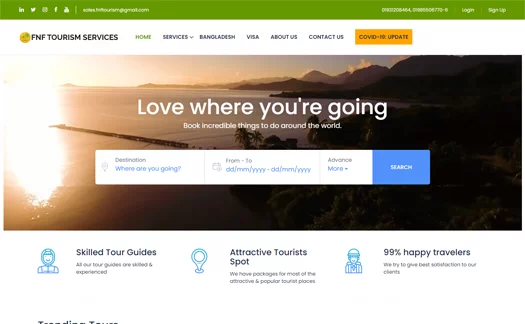 sales.fnftourism@gmail.com
01931208464, 01985506770-9
Login
Sign Up
FNF TOURISM SERVICES
HOME
SERVICES
BANGLADESH
VISA
ABOUT US
CONTACT US
COVID-19: UPDATE
Love where you're going
Book incredible things to do around the world.
Destination
Where are you going?
From - To
dd/mm/yyyy - dd/mm/yyyy
Advance
More
SEARCH
Skilled Tour Guides
All our tour guides are skilled &
experienced
Attractive Tourists
Spot
We have packages for most of the
attractive & popular tourist places
99% happy travelers
We try to give best satisfaction to our
clients
Trending Tours